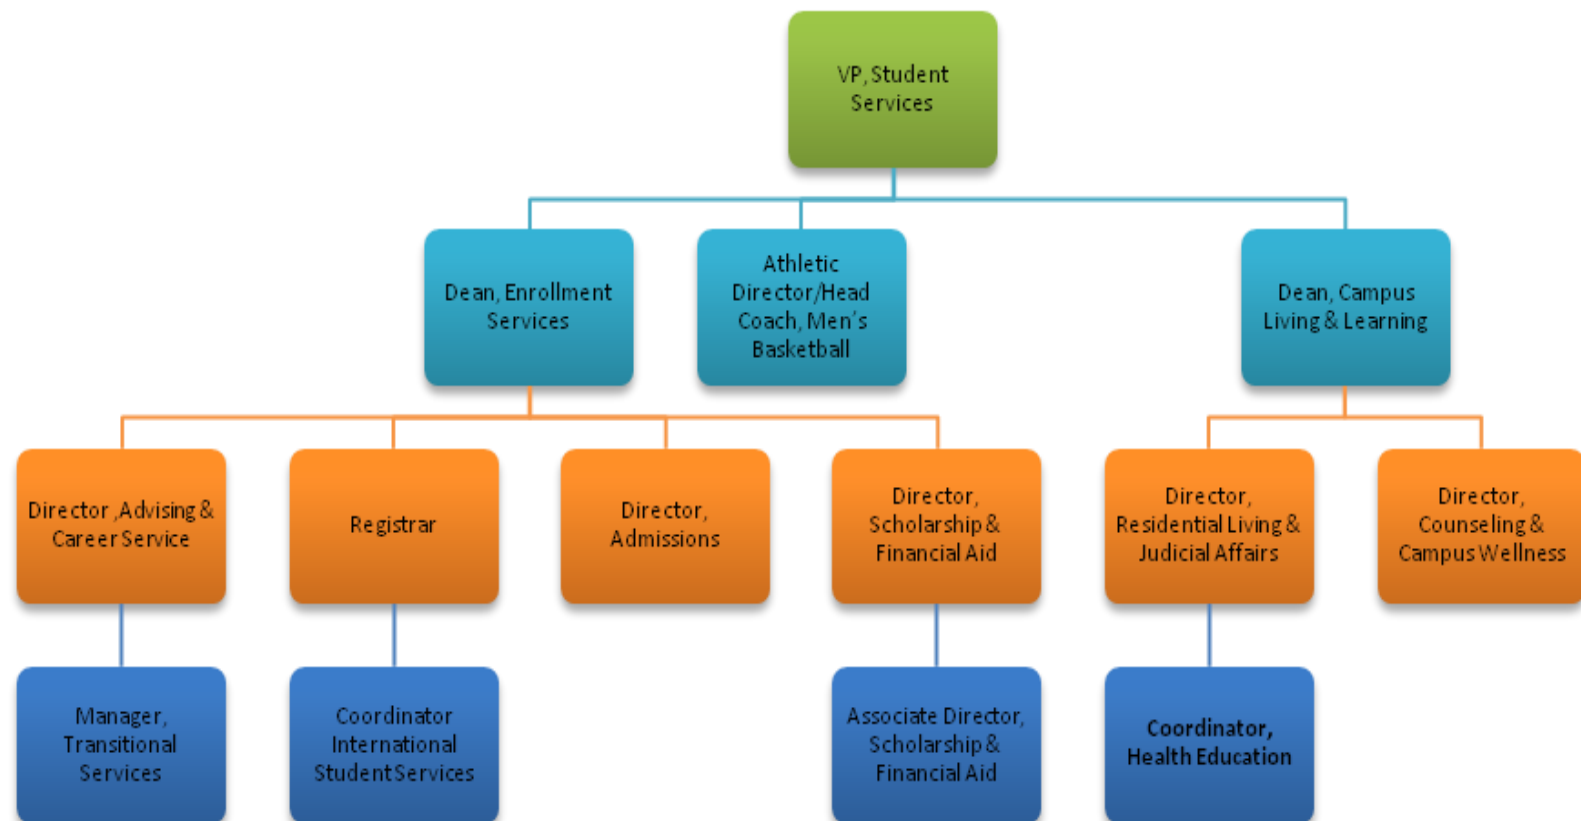 VP, Student
Services
Dean, Enrollment
Services
Athletic
Director/Head
Coach, Men's
Basketball
Dean, Campus
Living & Learning
Director ,Advising &
Career Service
Registrar
Director,
Admissions
Director,
Scholarship &
Financial Aid
Director,
Residential Living &
Judicial Affairs
Director,
Counseling &
Campus Wellness
Manager,
Transitional
Services
Coordinator
International
Student Services
Associate Director,
Scholarship &
Financial Aid
Coordinator,
Health Education